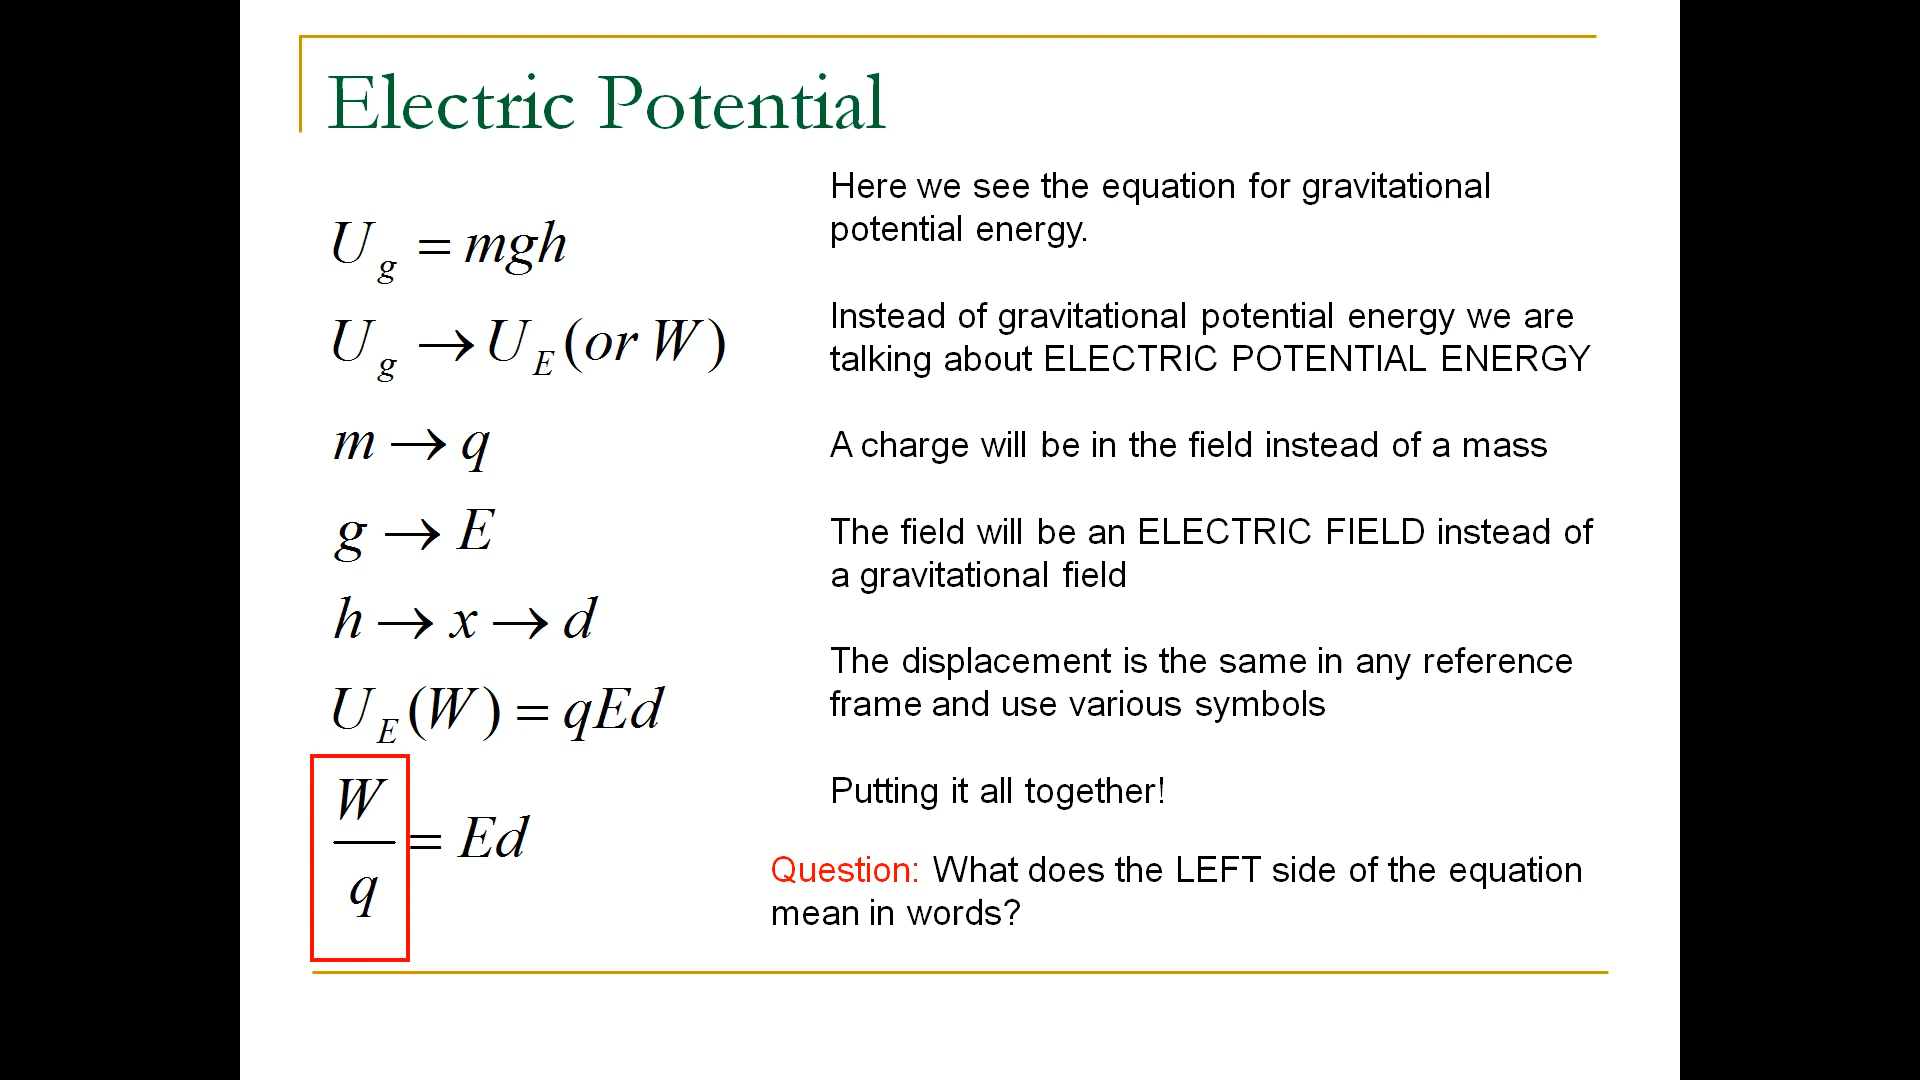 Electric Potential
Here we see the equation for gravitational
potential energy.
U_g = mgh
Instead of gravitational potential energy we are
talking about ELECTRIC POTENTIAL ENERGY
U_g → U_E (or W)
A charge will be in the field instead of a mass
m → q
The field will be an ELECTRIC FIELD instead of
a gravitational field
g → E
The displacement is the same in any reference
frame and use various symbols
h → x → d
U_E (W) = qEd
Putting it all together!
W/q = Ed
Question: What does the LEFT side of the equation
mean in words?